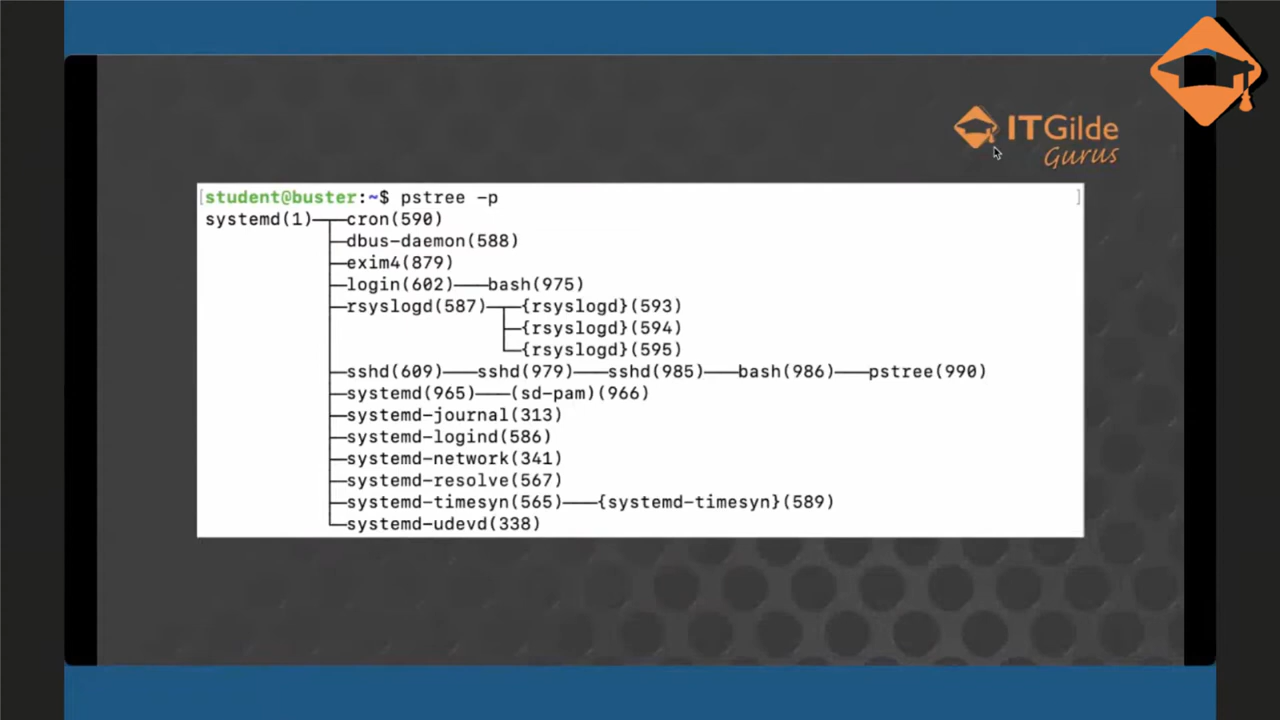 ITGilde
Gurus
[student@buster:~$ pstree -p ]
systemd(1)─┬─cron(590)
├─dbus-daemon(588)
├─exim4(879)
├─login(602)───bash(975)
├─rsyslogd(587)─┬─{rsyslogd}(593)
├─{rsyslogd}(594)
└─{rsyslogd}(595)
├─sshd(609)───sshd(979)───sshd(985)───bash(986)───pstree(990)
├─systemd(965)───(sd-pam)(966)
├─systemd-journal(313)
├─systemd-logind(586)
├─systemd-network(341)
├─systemd-resolve(567)
├─systemd-timesyn(565)───{systemd-timesyn}(589)
└─systemd-udevd(338)